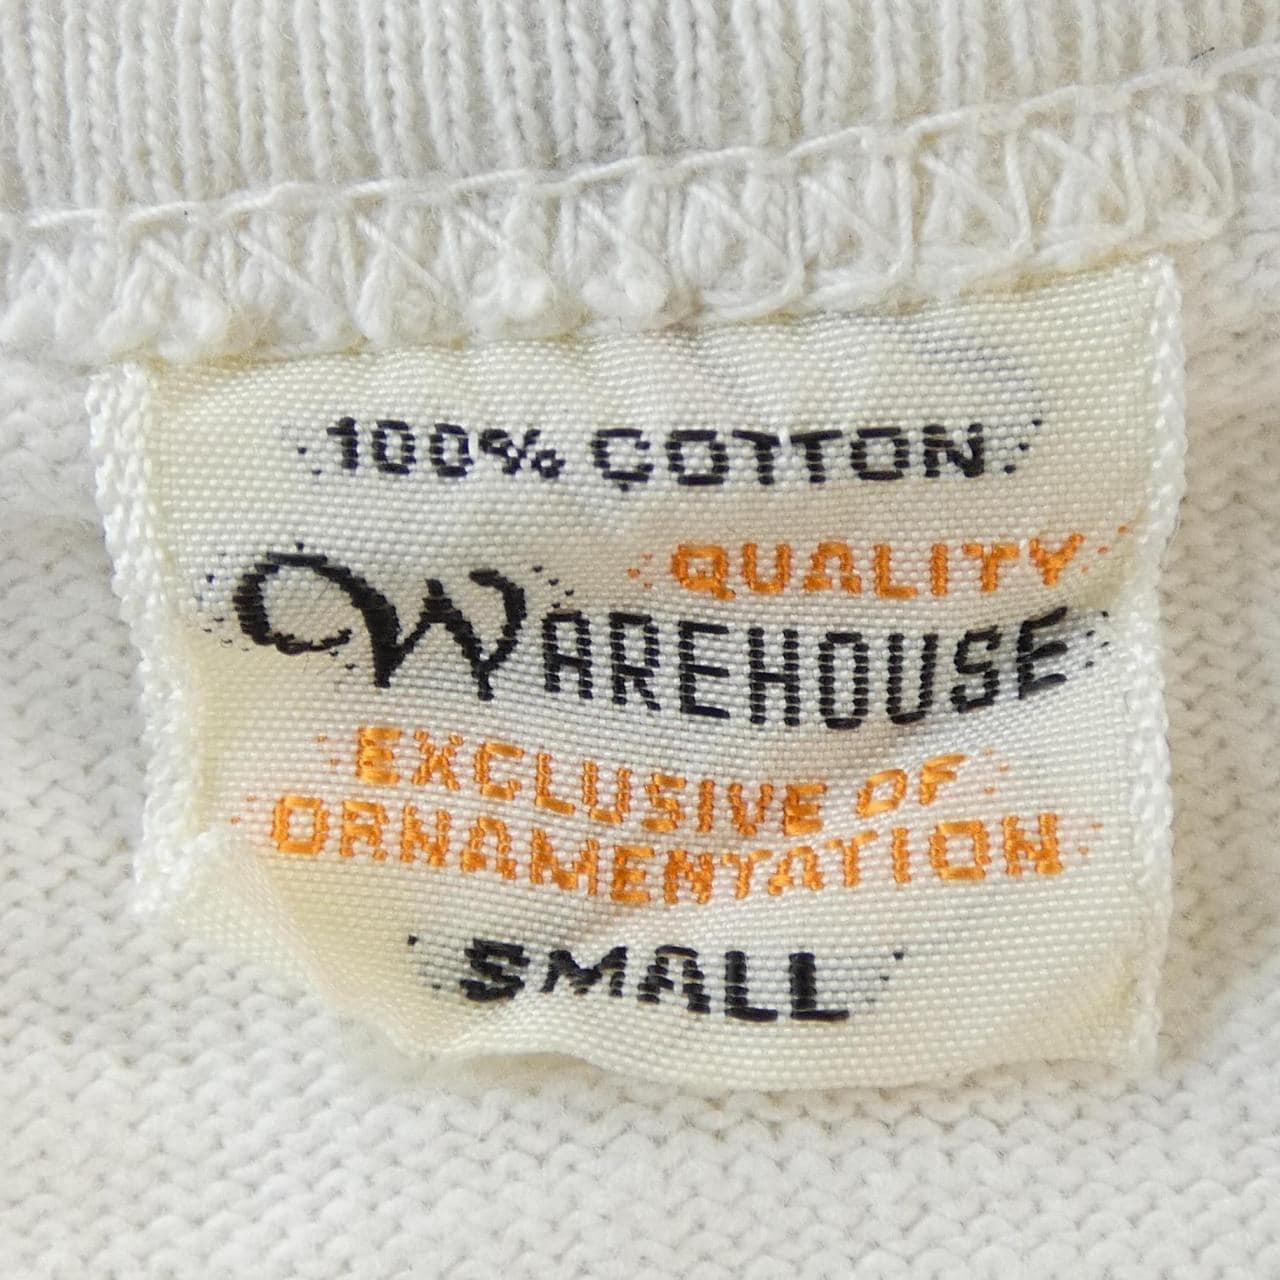 100% COTTON
QUALITY
WAREHOUSE
EXCLUSIVE OF
ORNAMENTATION
SMALL